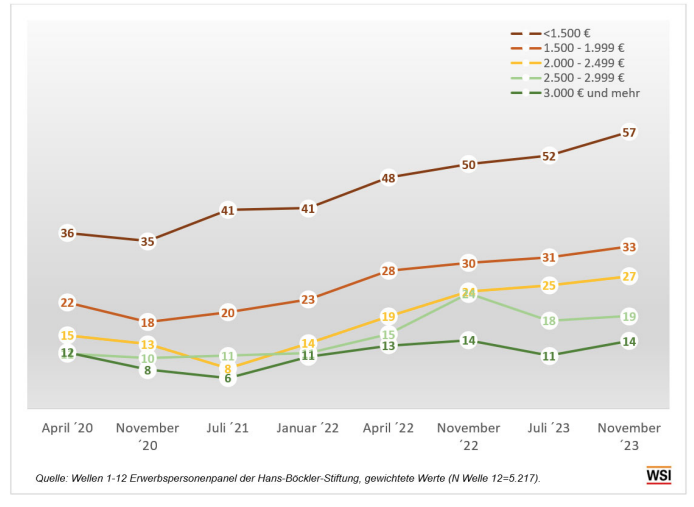 <1.500 €
1.500 - 1.999 €
2.000 - 2.499 €
2.500 - 2.999 €
3.000 € und mehr
36 35 41 41 48 50 52 57
22 18 20 23 28 30 31 33
15 13 8 14 19 24 25 27
10 11 15 24 18 19
12 8 6 11 13 14 11 14
April ´20 November ´20 Juli ´21 Januar ´22 April ´22 November ´22 Juli ´23 November ´23
Quelle: Wellen 1-12 Erwerbspersonenpanel der Hans-Böckler-Stiftung, gewichtete Werte (N Welle 12=5.217).
WSI